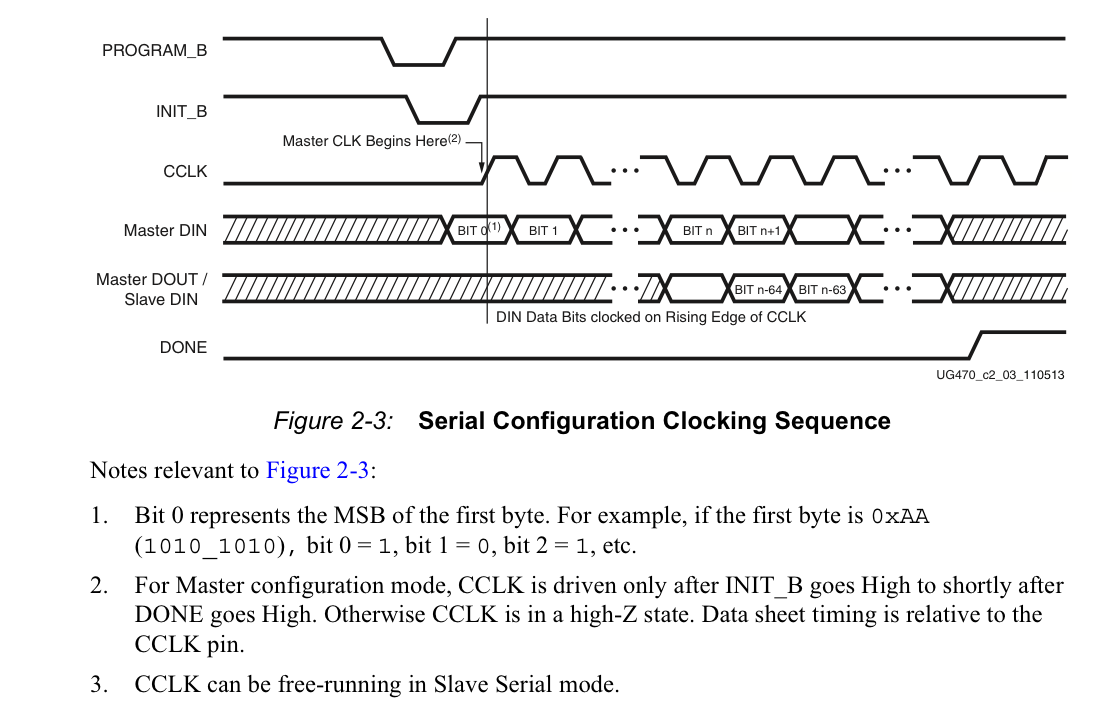 PROGRAM_B
INIT_B
Master CLK Begins Here(2)
CCLK
Master DIN
BIT 0(1)
BIT 1
BIT n
BIT n+1
Master DOUT /
Slave DIN
BIT n-64
BIT n-63
DIN Data Bits clocked on Rising Edge of CCLK
DONE
UG470_c2_03_110513
Figure 2-3: Serial Configuration Clocking Sequence
Notes relevant to Figure 2-3:
1. Bit 0 represents the MSB of the first byte. For example, if the first byte is 0xAA
(1010_1010), bit 0 = 1, bit 1 = 0, bit 2 = 1, etc.
2. For Master configuration mode, CCLK is driven only after INIT_B goes High to shortly after
DONE goes High. Otherwise CCLK is in a high-Z state. Data sheet timing is relative to the
CCLK pin.
3. CCLK can be free-running in Slave Serial mode.